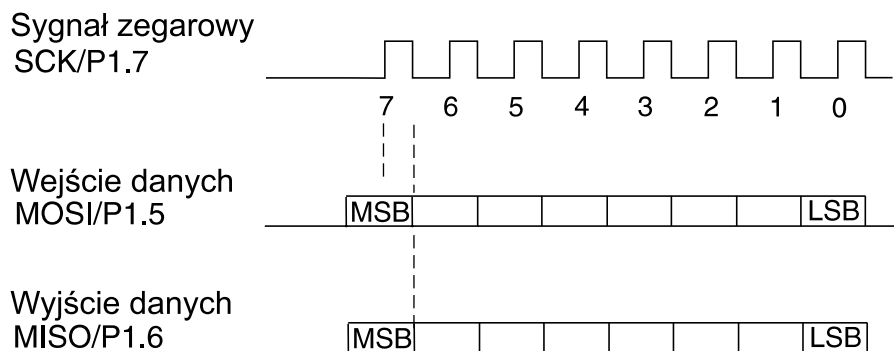 Sygnał zegarowy
SCK/P1.7
7 6 5 4 3 2 1 0
Wejście danych
MOSI/P1.5
MSB LSB
Wyjście danych
MISO/P1.6
MSB LSB